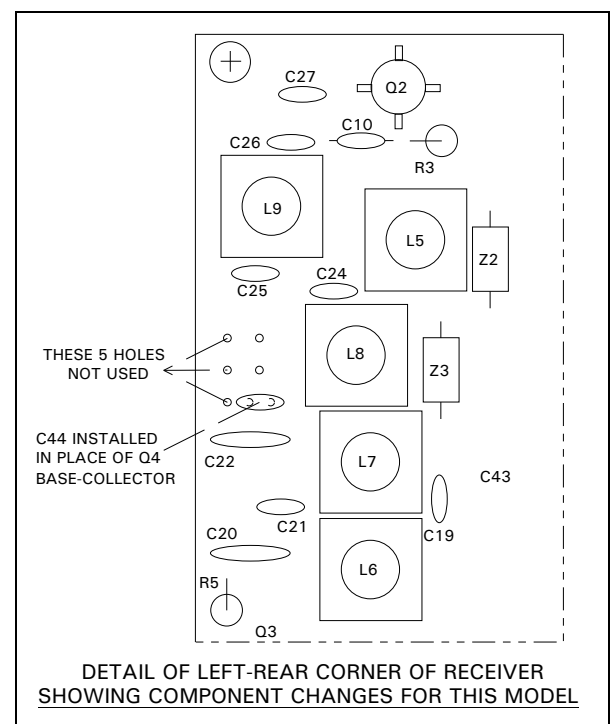 C27
Q2
C26
C10
R3
L9
L5
Z2
C25
C24
THESE 5 HOLES
NOT USED
L8
Z3
C44 INSTALLED
IN PLACE OF Q4
BASE-COLLECTOR
C22
L7
C43
C21
C19
C20
L6
R5
Q3
DETAIL OF LEFT-REAR CORNER OF RECEIVER
SHOWING COMPONENT CHANGES FOR THIS MODEL